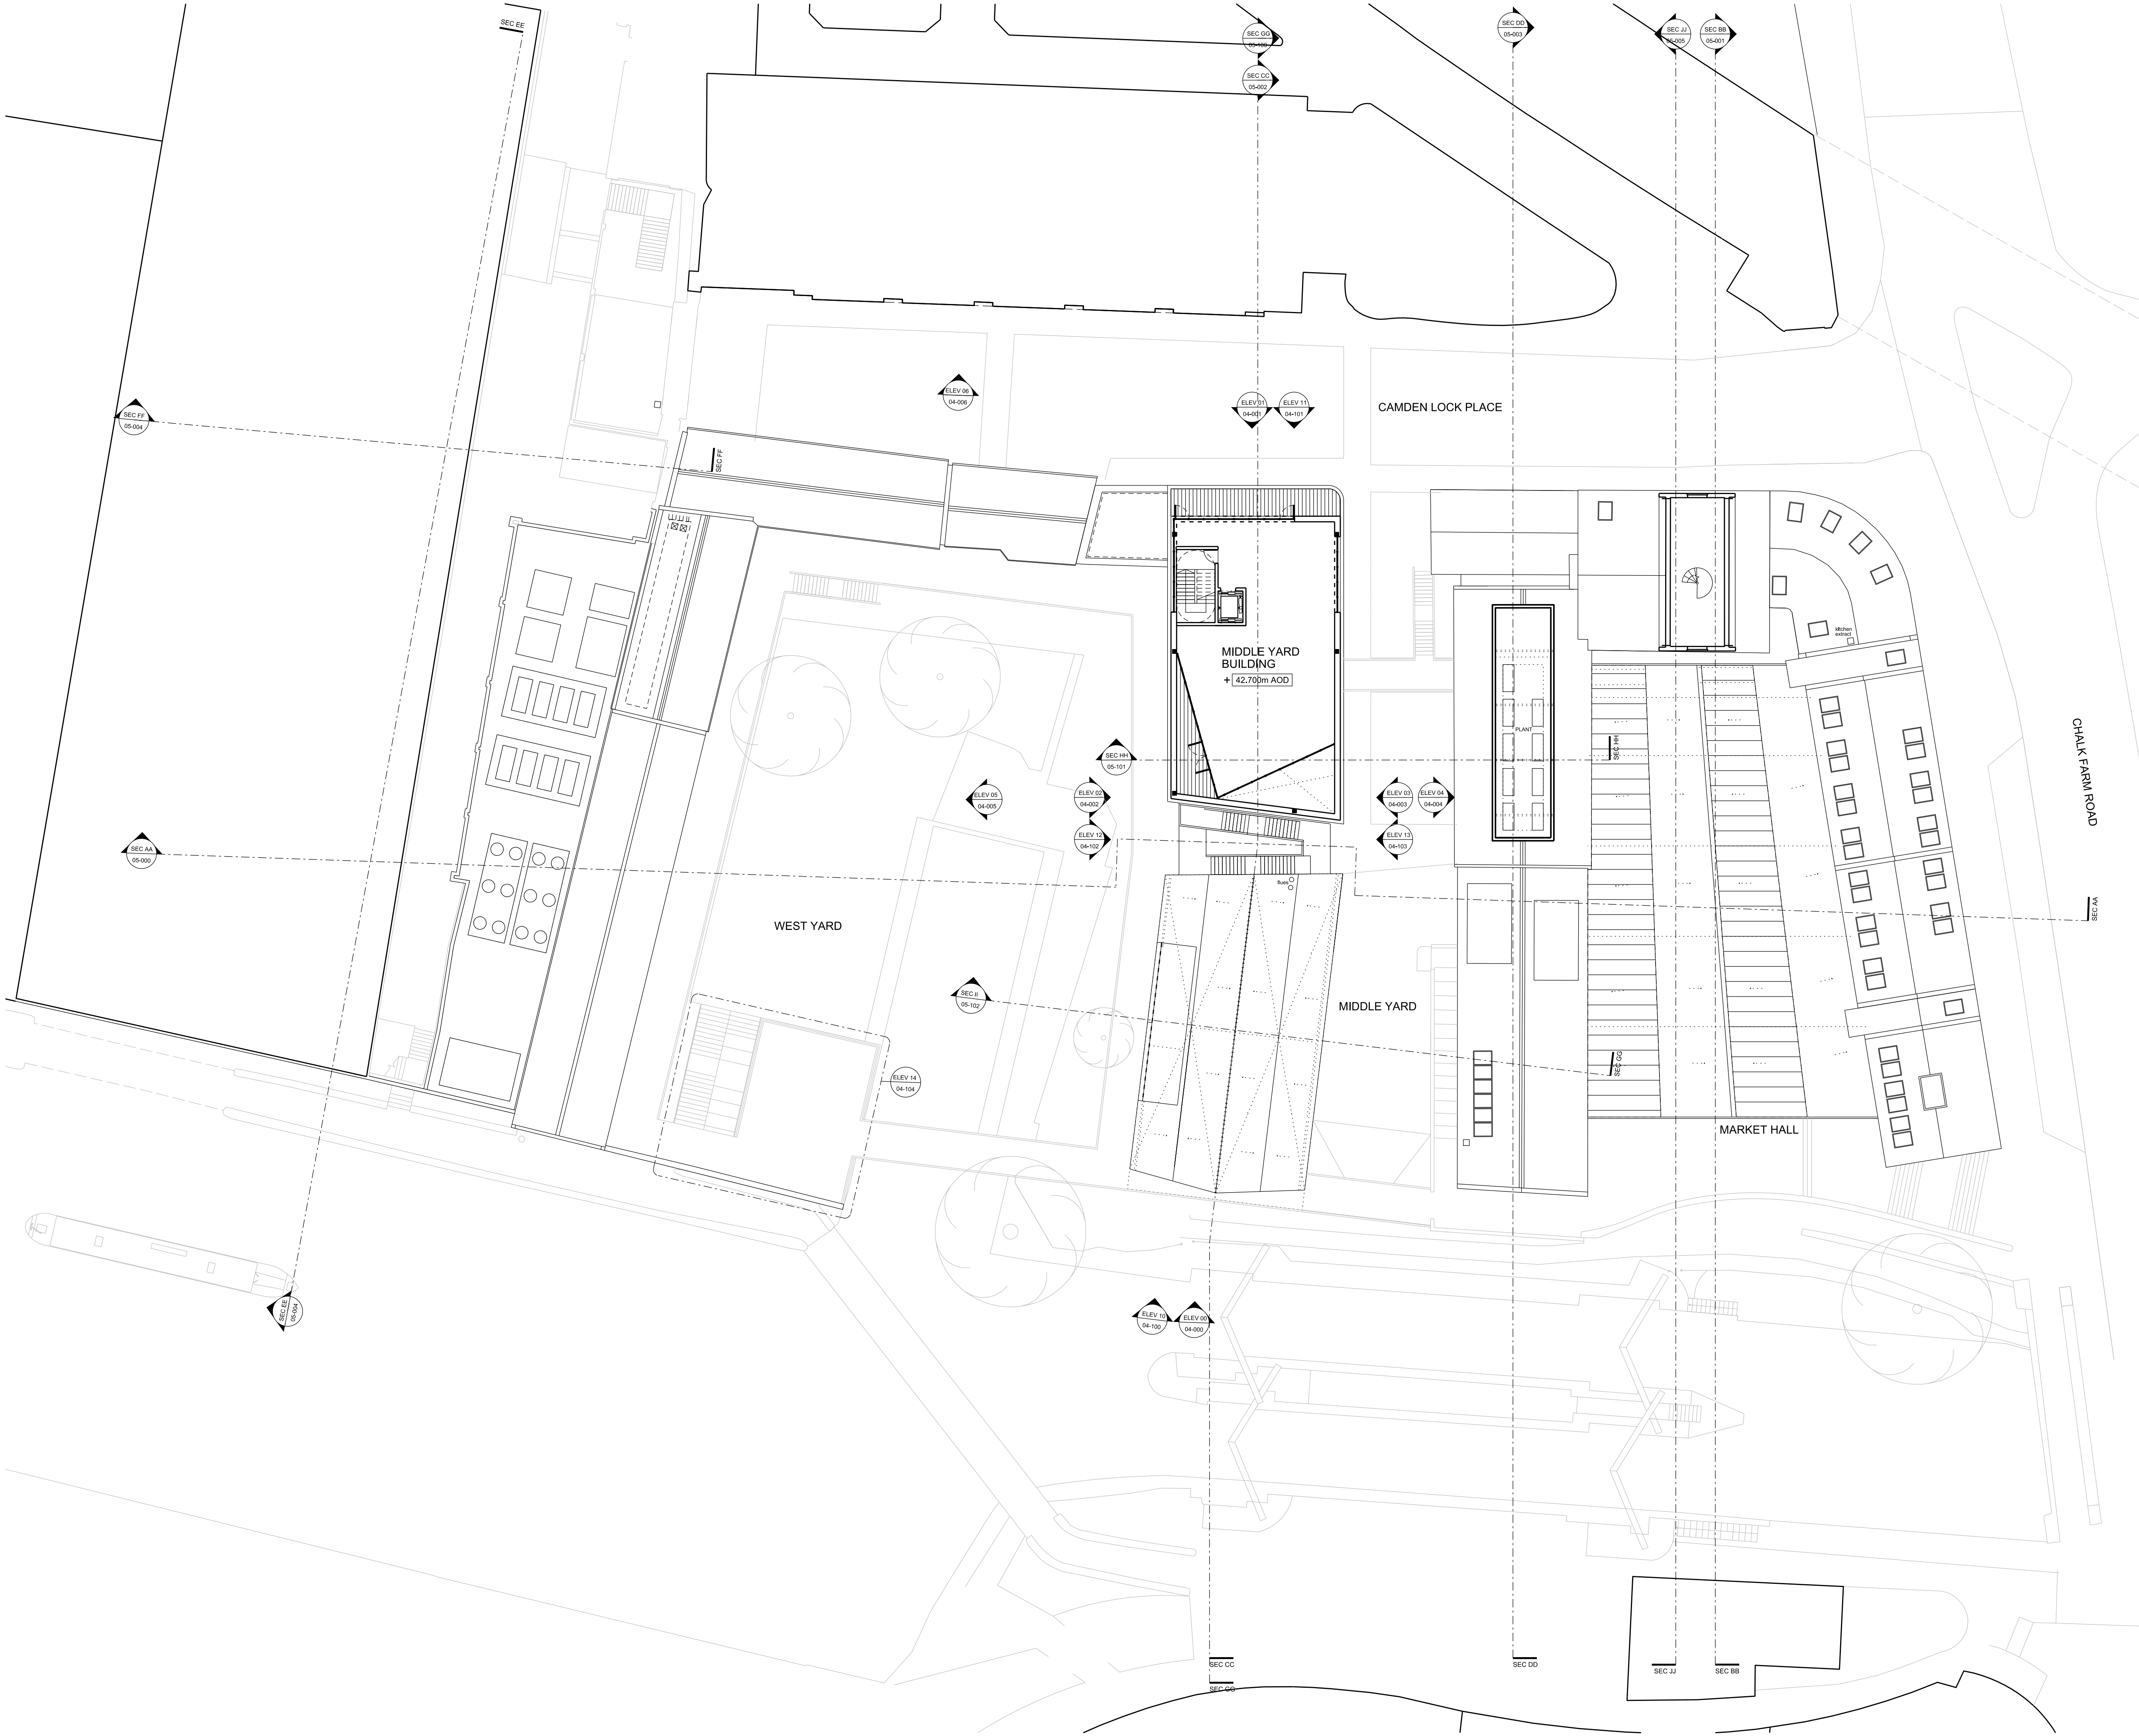 SEC EE
SEC GG
05-100
SEC CC
05-002
SEC DD
05-003
SEC JJ
05-005
SEC BB
05-001
ELEV 06
04-006
ELEV 01
04-001
ELEV 11
04-101
CAMDEN LOCK PLACE
SEC FF
05-004
SEC FF
kitchen
extract
MIDDLE YARD
BUILDING
+ 42.700m AOD
PLANT
CHALK FARM ROAD
SEC HH
05-101
SEC HH
ELEV 05
04-005
ELEV 02
04-002
ELEV 03
04-003
ELEV 04
04-004
ELEV 12
04-102
ELEV 13
04-103
SEC AA
05-000
flues
SEC AA
WEST YARD
SEC II
05-102
MIDDLE YARD
SEC GG
ELEV 14
04-104
MARKET HALL
SEC EE
05-004
ELEV 10
04-100
ELEV 00
04-000
SEC CC
SEC DD
SEC JJ
SEC BB
SEC GG